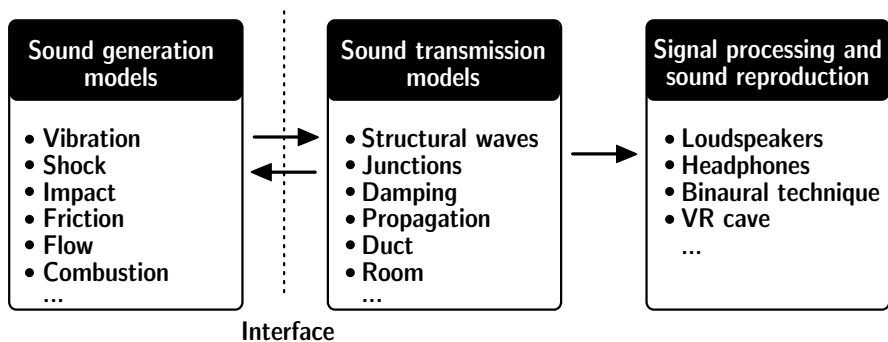 Sound generation
models
• Vibration
• Shock
• Impact
• Friction
• Flow
• Combustion
...
Interface
Sound transmission
models
• Structural waves
• Junctions
• Damping
• Propagation
• Duct
• Room
...
Signal processing and
sound reproduction
• Loudspeakers
• Headphones
• Binaural technique
• VR cave
...